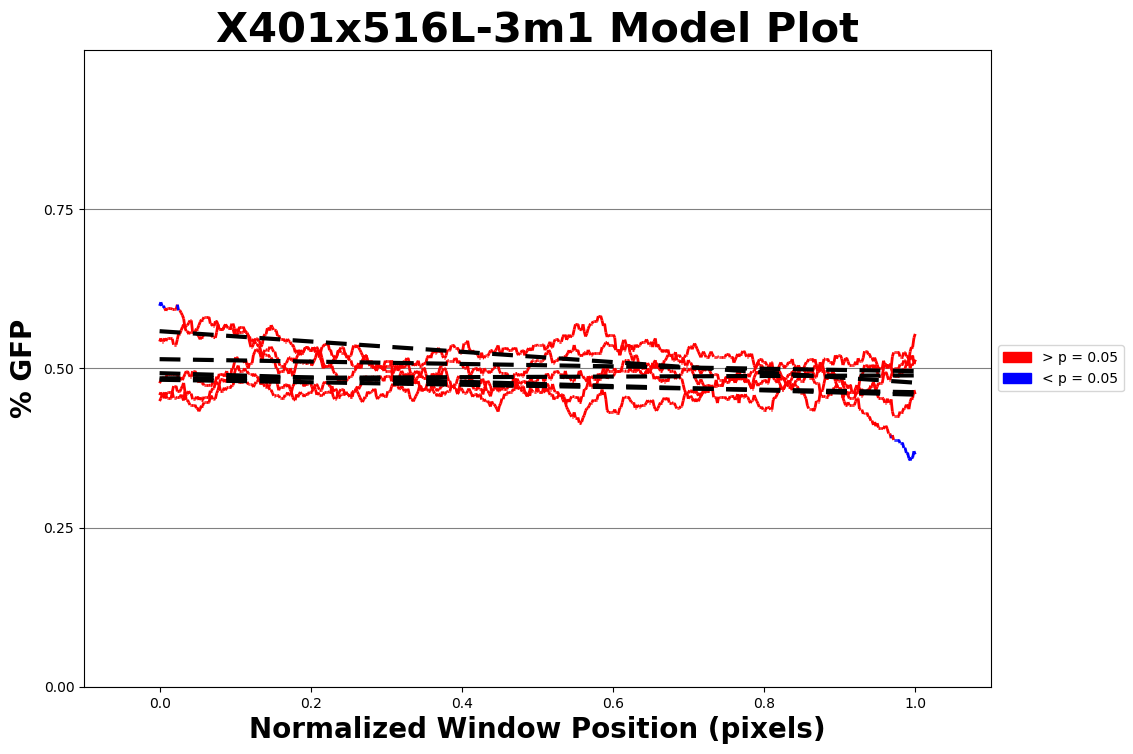 X401x516L-3m1 Model Plot
% GFP
0.75
0.50
0.25
0.00
> p = 0.05
< p = 0.05
0.0 0.2 0.4 0.6 0.8 1.0
Normalized Window Position (pixels)